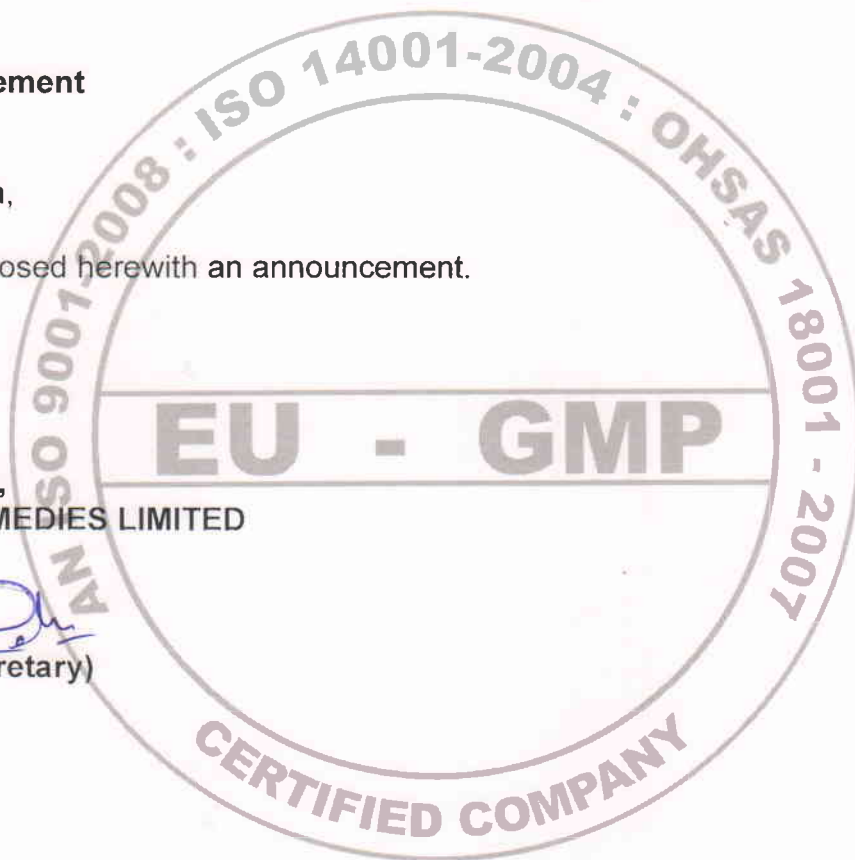 ement
n,
osed herewith an announcement.
,
MEDIES LIMITED
retary)
AN ISO 9001-2008 : ISO 14001-2004 : OHSAS 18001 - 2007
EU - GMP
CERTIFIED COMPANY